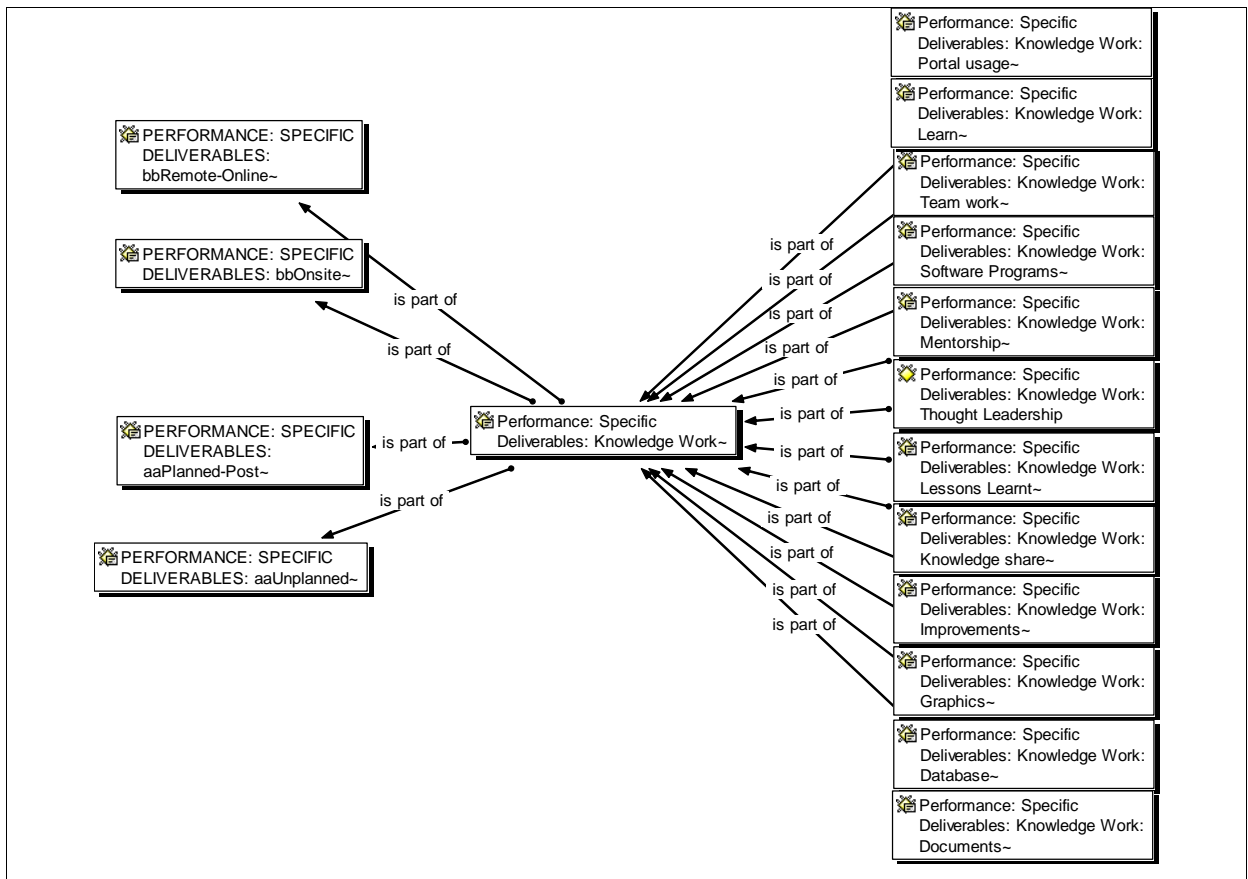 PERFORMANCE: SPECIFIC
DELIVERABLES:
bbRemote-Online~
PERFORMANCE: SPECIFIC
DELIVERABLES: bbOnsite~
PERFORMANCE: SPECIFIC
DELIVERABLES:
aaPlanned-Post~
PERFORMANCE: SPECIFIC
DELIVERABLES: aaUnplanned~
is part of
is part of
is part of
is part of
Performance: Specific
Deliverables: Knowledge Work~
is part of
is part of
is part of
is part of
is part of
is part of
is part of
is part of
is part of
is part of
is part of
is part of
Performance: Specific
Deliverables: Knowledge Work:
Portal usage~
Performance: Specific
Deliverables: Knowledge Work:
Learn~
Performance: Specific
Deliverables: Knowledge Work:
Team work~
Performance: Specific
Deliverables: Knowledge Work:
Software Programs~
Performance: Specific
Deliverables: Knowledge Work:
Mentorship~
Performance: Specific
Deliverables: Knowledge Work:
Thought Leadership
Performance: Specific
Deliverables: Knowledge Work:
Lessons Learnt~
Performance: Specific
Deliverables: Knowledge Work:
Knowledge share~
Performance: Specific
Deliverables: Knowledge Work:
Improvements~
Performance: Specific
Deliverables: Knowledge Work:
Graphics~
Performance: Specific
Deliverables: Knowledge Work:
Database~
Performance: Specific
Deliverables: Knowledge Work:
Documents~